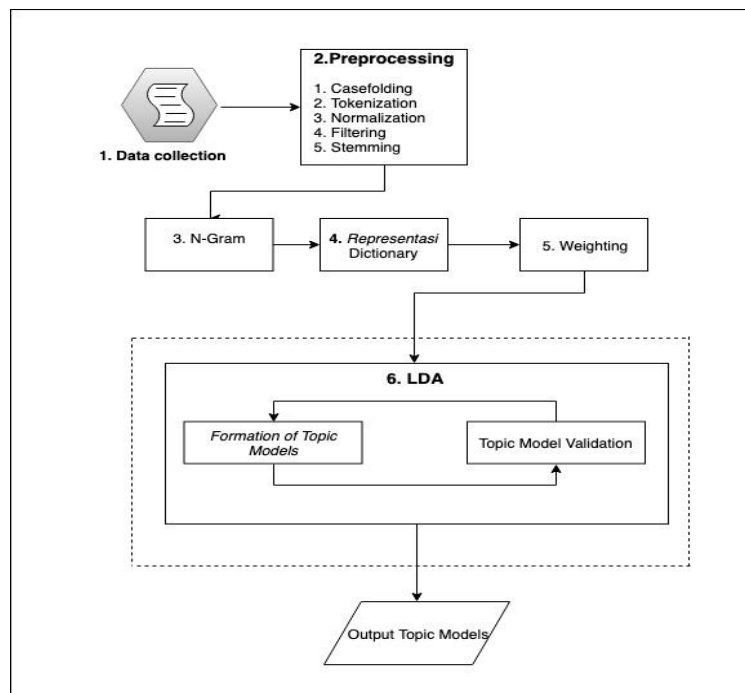 1. Data collection
2.Preprocessing
1. Casefolding
2. Tokenization
3. Normalization
4. Filtering
5. Stemming
3. N-Gram
4. Representasi
Dictionary
5. Weighting
6. LDA
Formation of Topic
Models
Topic Model Validation
Output Topic Models